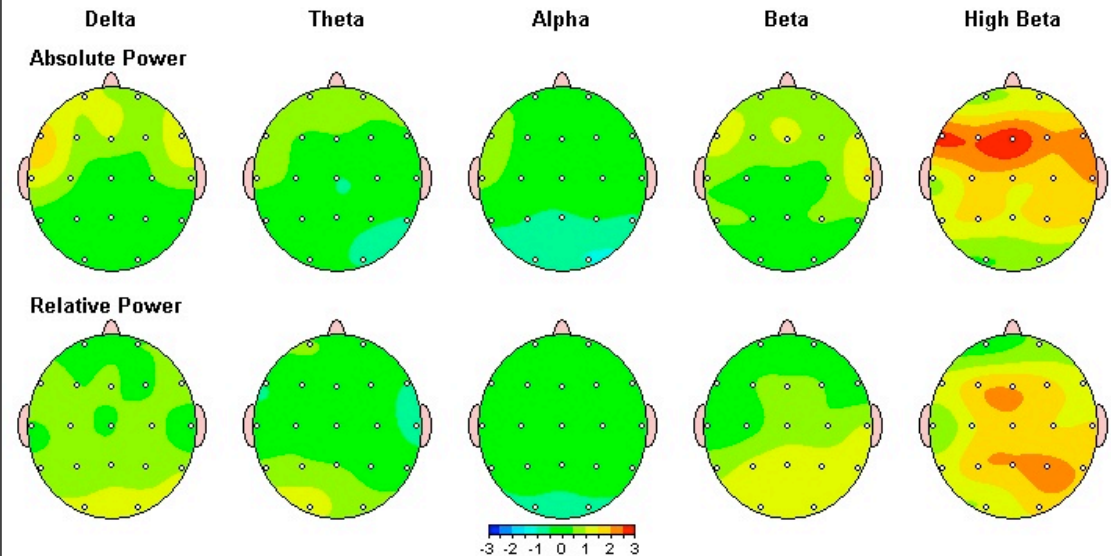 Delta Theta Alpha Beta High Beta
Absolute Power
Relative Power
-3 -2 -1 0 1 2 3